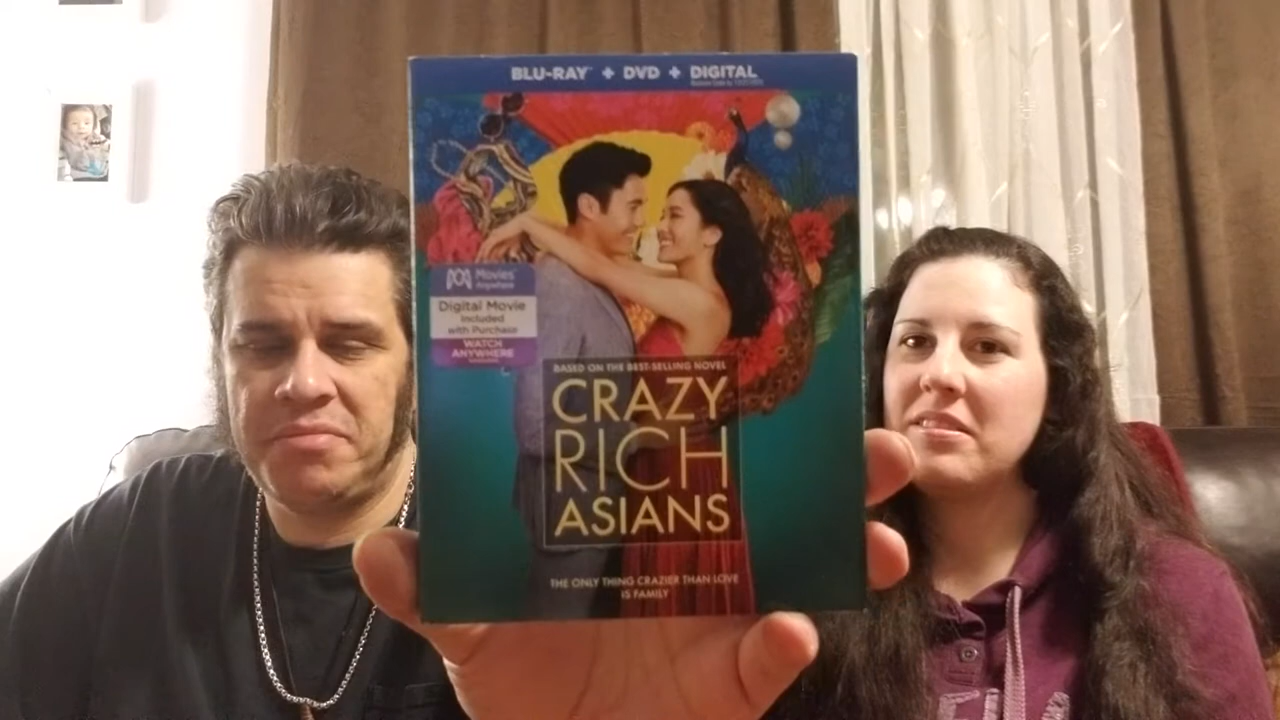 BLU-RAY™ + DVD + DIGITAL
Movies
Anywhere
Digital Movie
Included
with Purchase
WATCH
ANYWHERE
BASED ON THE BEST-SELLING NOVEL
CRAZY
RICH
ASIANS
THE ONLY THING CRAZIER THAN LOVE
IS FAMILY